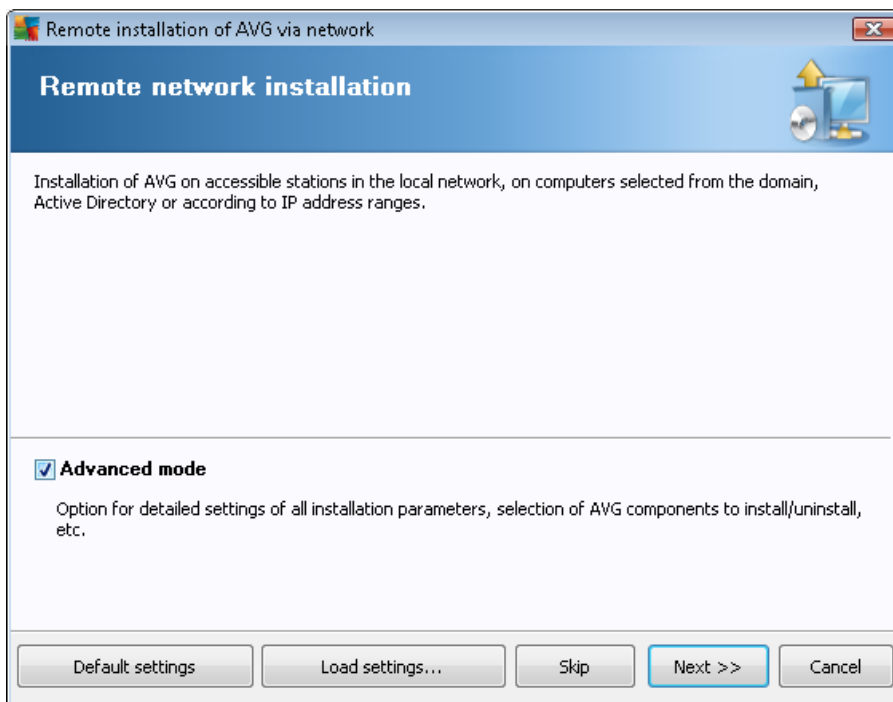 Remote installation of AVG via network
Remote network installation
Installation of AVG on accessible stations in the local network, on computers selected from the domain,
Active Directory or according to IP address ranges.
Advanced mode
Option for detailed settings of all installation parameters, selection of AVG components to install/uninstall,
etc.
Default settings Load settings... Skip Next >> Cancel